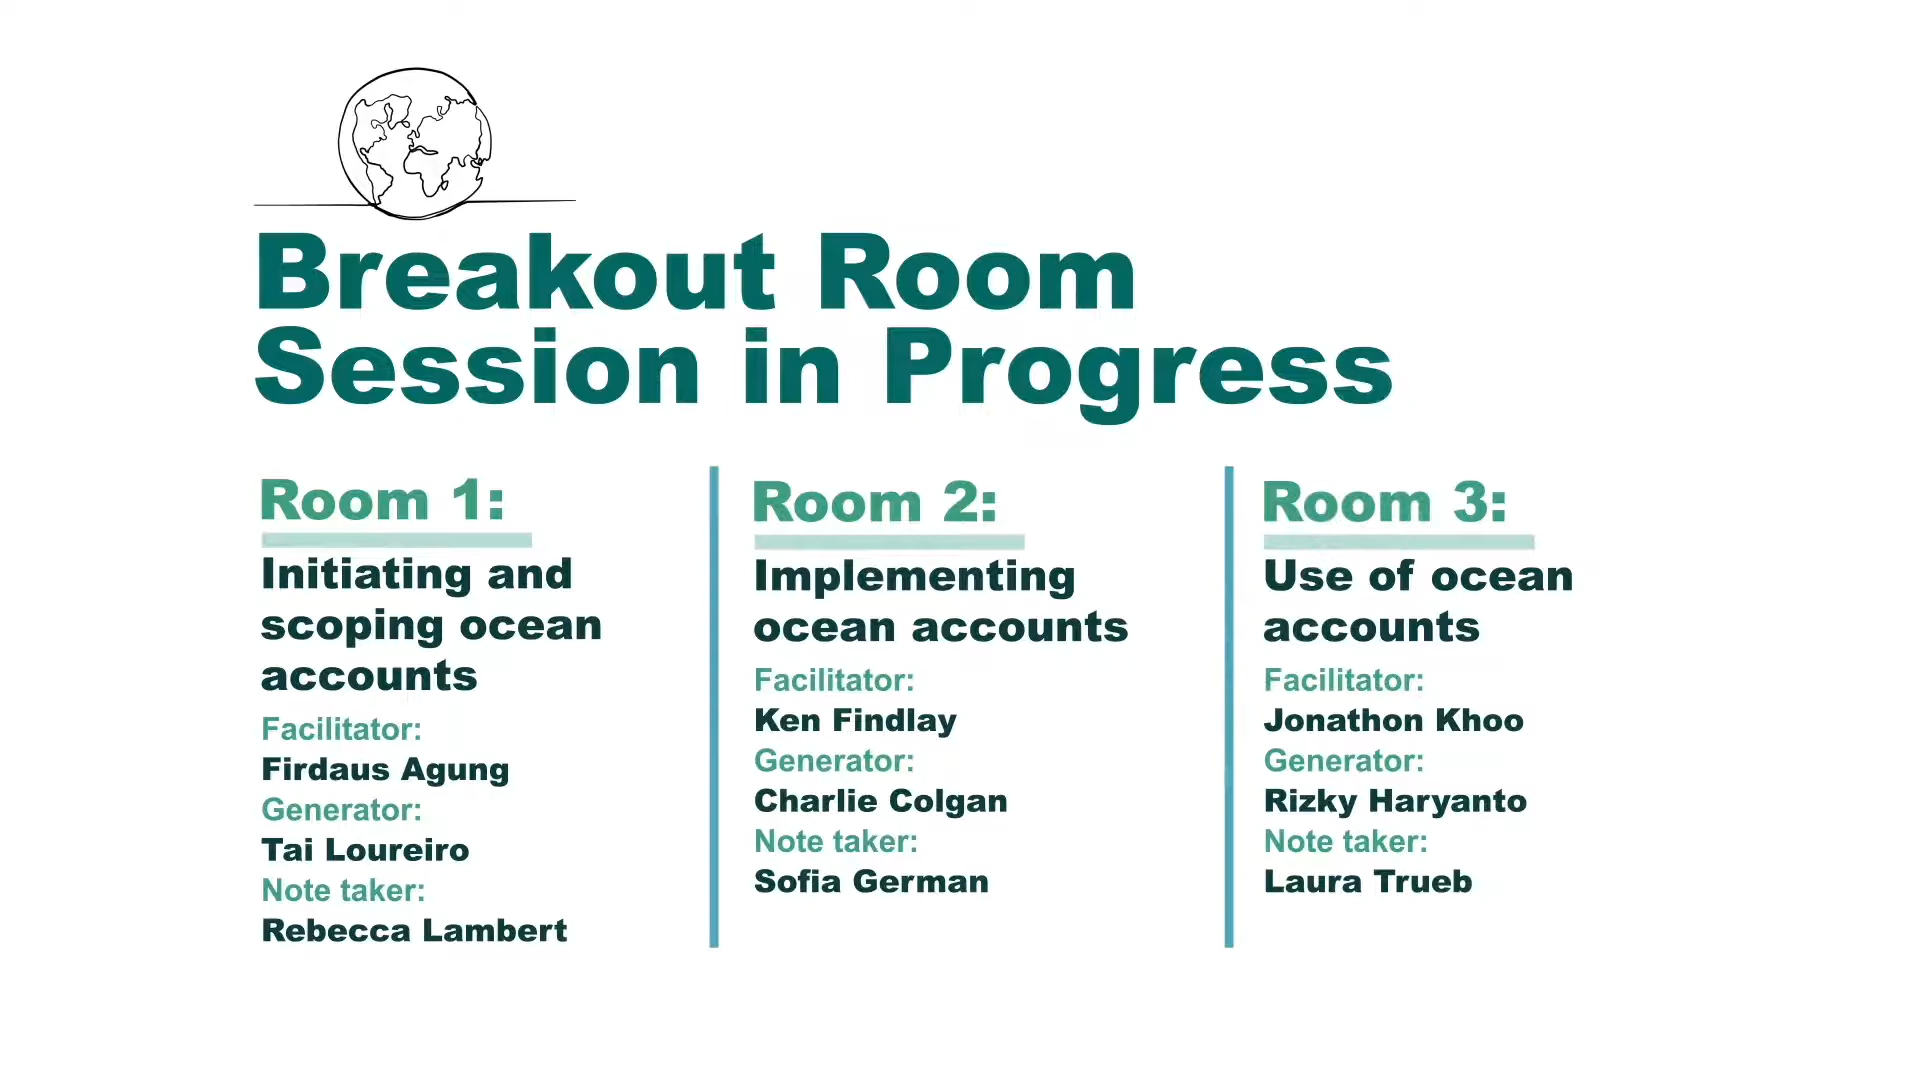 Breakout Room
Session in Progress
Room 1:
Initiating and
scoping ocean
accounts
Facilitator:
Firdaus Agung
Generator:
Tai Loureiro
Note taker:
Rebecca Lambert
Room 2:
Implementing
ocean accounts
Facilitator:
Ken Findlay
Generator:
Charlie Colgan
Note taker:
Sofia German
Room 3:
Use of ocean
accounts
Facilitator:
Jonathon Khoo
Generator:
Rizky Haryanto
Note taker:
Laura Trueb